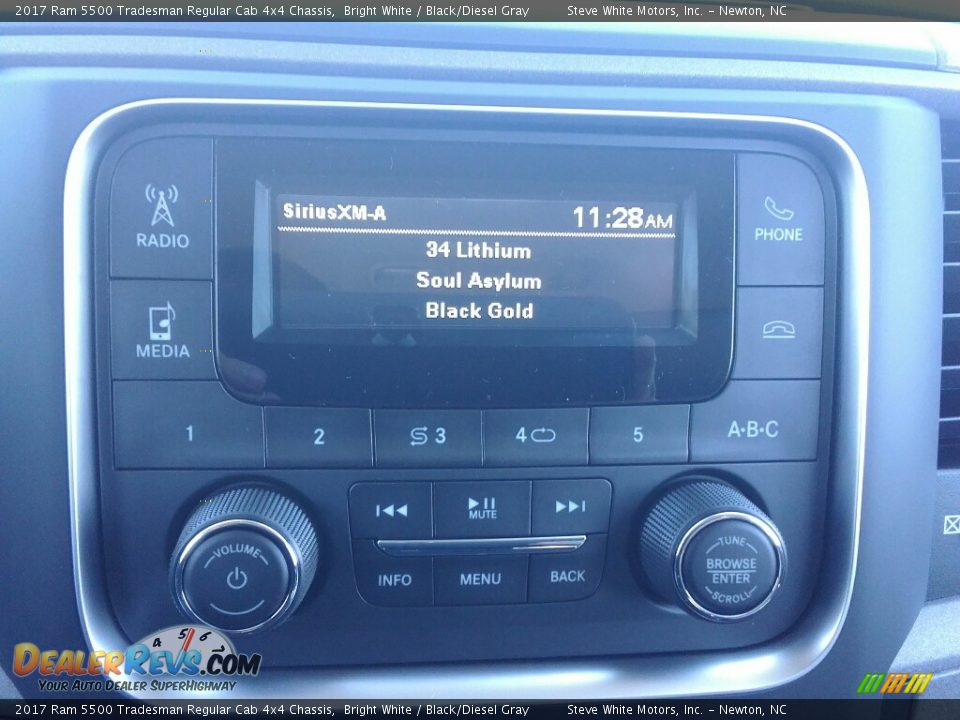 2017 Ram 5500 Tradesman Regular Cab 4x4 Chassis, Bright White / Black/Diesel Gray Steve White Motors, Inc. - Newton, NC
SiriusXM-A 11:28AM
34 Lithium
Soul Asylum
Black Gold
RADIO
PHONE
MEDIA
1 2 3 4 5 A·B·C
MUTE
INFO MENU BACK
VOLUME
TUNE
BROWSE
ENTER
SCROLL
4 5 6
DEALERREVS.COM
YOUR AUTO DEALER SUPERHIGHWAY
2017 Ram 5500 Tradesman Regular Cab 4x4 Chassis, Bright White / Black/Diesel Gray Steve White Motors, Inc. - Newton, NC